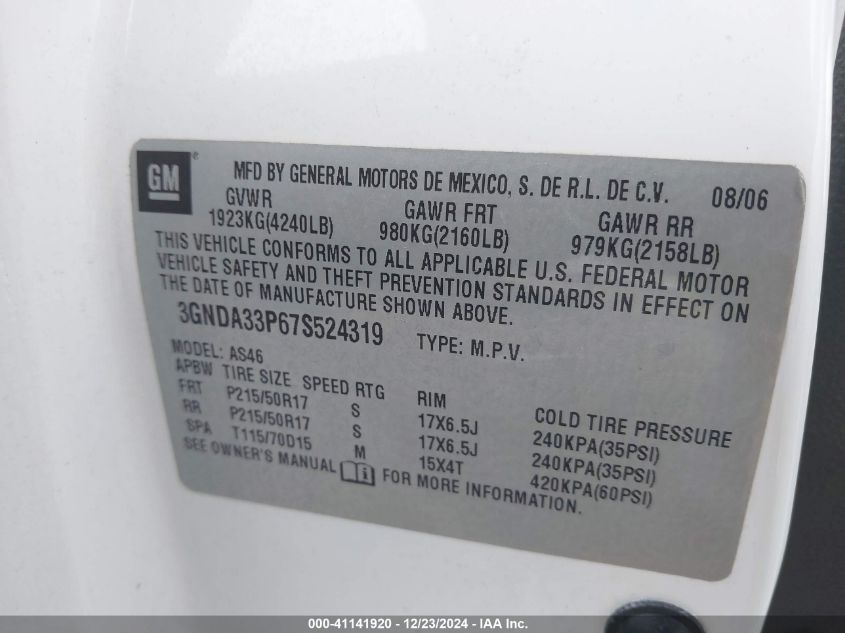 GM® MFD BY GENERAL MOTORS DE MEXICO, S. DE R.L. DE C.V. 08/06
GVWR GAWR FRT GAWR RR
1923KG(4240LB) 980KG(2160LB) 979KG(2158LB)
THIS VEHICLE CONFORMS TO ALL APPLICABLE U.S. FEDERAL MOTOR
VEHICLE SAFETY AND THEFT PREVENTION STANDARDS IN EFFECT ON
THE DATE OF MANUFACTURE SHOWN ABOVE.
3GNDA33P67S524319 TYPE: M.P.V.
MODEL: AS46
APBW TIRE SIZE SPEED RTG RIM COLD TIRE PRESSURE
FRT P215/50R17 S 17X6.5J 240KPA(35PSI)
RR P215/50R17 S 17X6.5J 240KPA(35PSI)
SPA T115/70D15 M 15X4T 420KPA(60PSI)
SEE OWNER'S MANUAL FOR MORE INFORMATION.
000-41141920 - 12/23/2024 - IAA Inc.